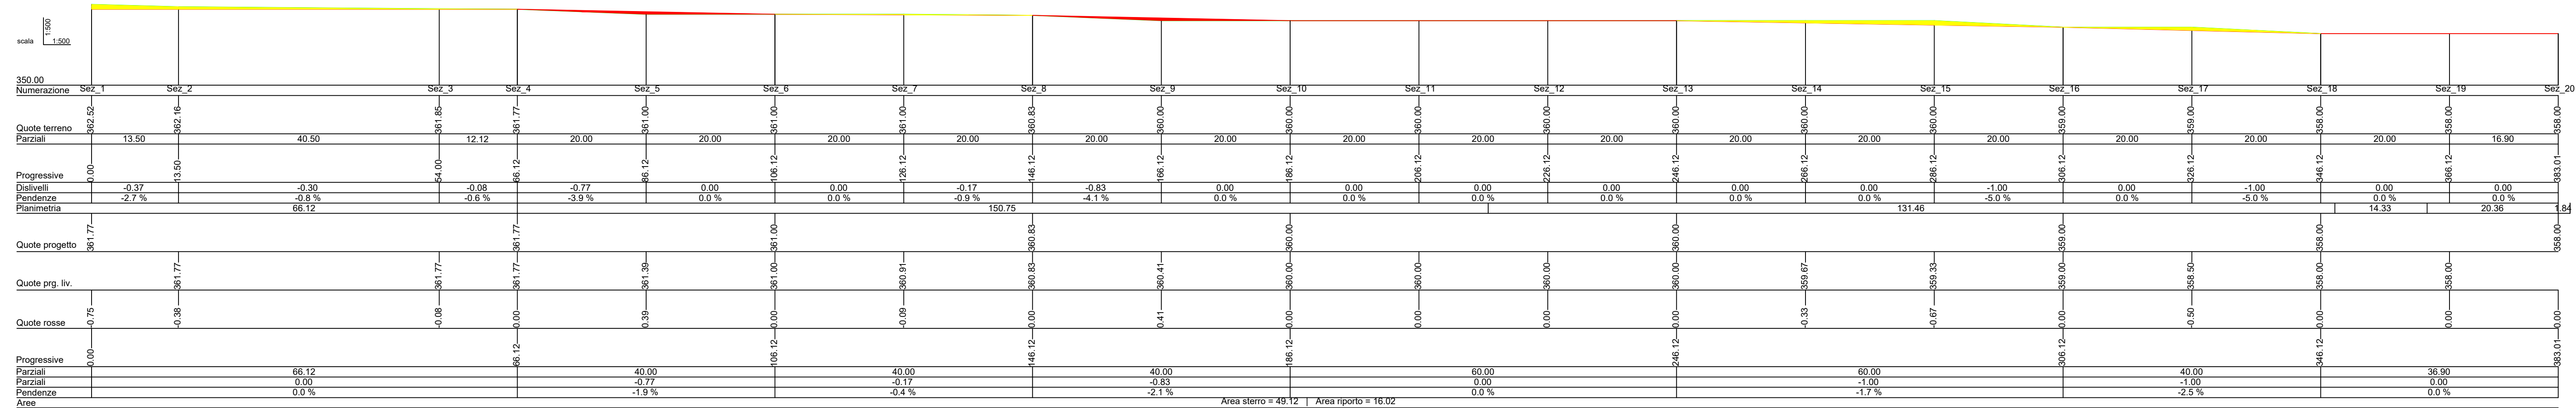 1:500
scala 1:500
350.00
Numerazione Sez_1 Sez_2 Sez_3 Sez_4 Sez_5 Sez_6 Sez_7 Sez_8 Sez_9 Sez_10 Sez_11 Sez_12 Sez_13 Sez_14 Sez_15 Sez_16 Sez_17 Sez_18 Sez_19 Sez_20
Quote terreno 362.52 362.16 361.85 361.77 361.00 361.00 361.00 360.83 360.00 360.00 360.00 360.00 360.00 360.00 360.00 359.00 359.00 358.00 358.00 358.00
Parziali 13.50 40.50 12.12 20.00 20.00 20.00 20.00 20.00 20.00 20.00 20.00 20.00 20.00 20.00 20.00 20.00 20.00 20.00 16.90
Progressive 0.00 13.50 54.00 66.12 86.12 106.12 126.12 146.12 166.12 186.12 206.12 226.12 246.12 266.12 286.12 306.12 326.12 346.12 366.12 383.01
Dislivelli -0.37 -0.30 -0.08 -0.77 0.00 0.00 -0.17 -0.83 0.00 0.00 0.00 0.00 0.00 0.00 -1.00 0.00 -1.00 0.00 0.00
Pendenze -2.7 % -0.8 % -0.6 % -3.9 % 0.0 % 0.0 % -0.9 % -4.1 % 0.0 % 0.0 % 0.0 % 0.0 % 0.0 % 0.0 % -5.0 % 0.0 % -5.0 % 0.0 % 0.0 %
Planimetria 66.12 150.75 131.46 14.33 20.36 1.84
Quote progetto 361.77 361.77 361.00 360.83 360.00 360.00 359.00 358.00 358.00
Quote prg. liv. 361.77 361.77 361.77 361.39 361.00 360.91 360.83 360.41 360.00 360.00 360.00 360.00 359.67 359.33 359.00 358.50 358.00 358.00
Quote rosse -0.75 -0.38 -0.08 0.00 0.39 0.00 -0.09 0.00 0.41 0.00 0.00 0.00 0.00 -0.33 -0.67 0.00 -0.50 0.00 0.00 0.00
Progressive 0.00 66.12 106.12 146.12 186.12 246.12 306.12 346.12 383.01
Parziali 66.12 40.00 40.00 40.00 60.00 60.00 40.00 36.90
Parziali 0.00 -0.77 -0.17 -0.83 0.00 -1.00 -1.00 0.00
Pendenze 0.0 % -1.9 % -0.4 % -2.1 % 0.0 % -1.7 % -2.5 % 0.0 %
Aree Area sterro = 49.12 | Area riporto = 16.02